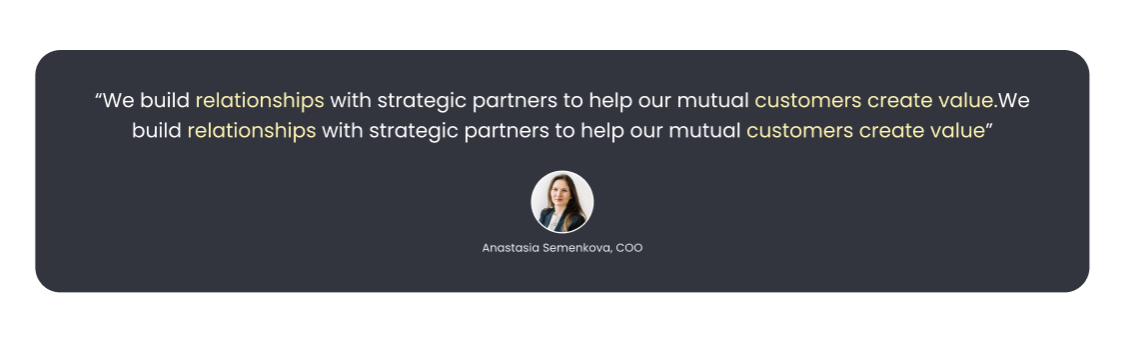 “We build relationships with strategic partners to help our mutual customers create value.We
build relationships with strategic partners to help our mutual customers create value”
Anastasia Semenkova, COO